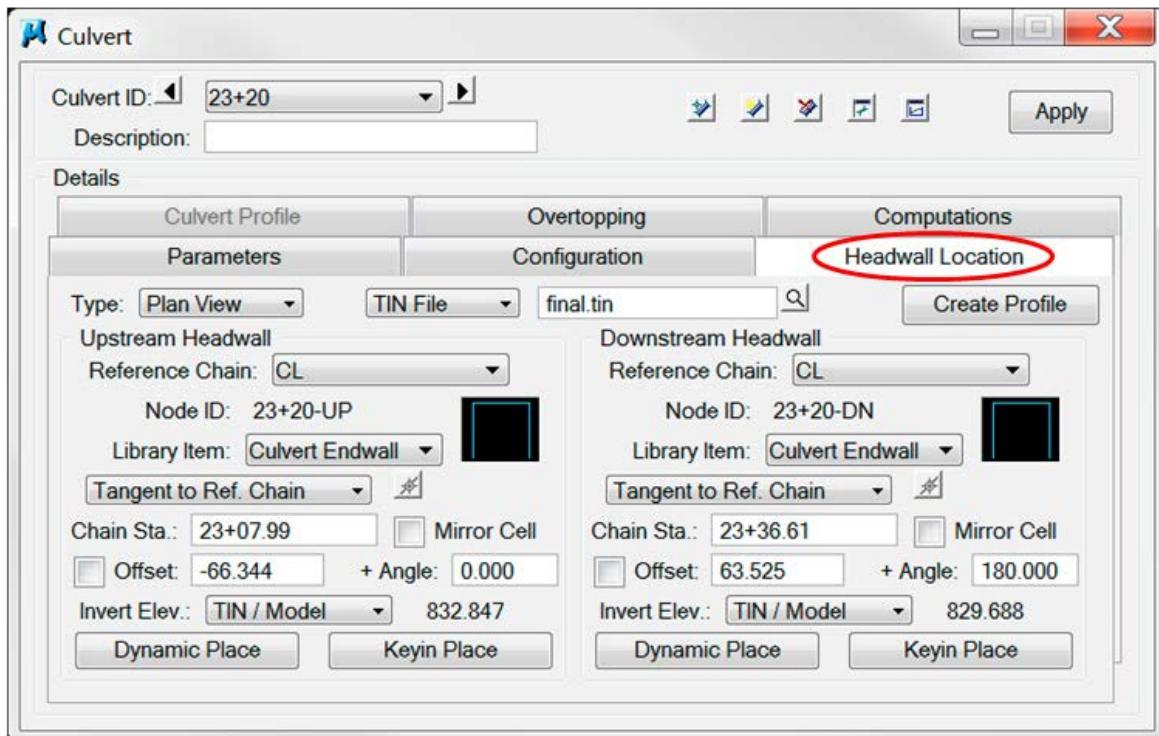 Culvert
Culvert ID: 23+20
Apply
Description:
Details
Culvert Profile Overtopping Computations
Parameters Configuration Headwall Location
Type: Plan View TIN File final.tin Create Profile
Upstream Headwall
Reference Chain: CL
Node ID: 23+20-UP
Library Item: Culvert Endwall
Tangent to Ref. Chain
Chain Sta.: 23+07.99 Mirror Cell
Offset: -66.344 + Angle: 0.000
Invert Elev.: TIN / Model 832.847
Dynamic Place Keyin Place
Downstream Headwall
Reference Chain: CL
Node ID: 23+20-DN
Library Item: Culvert Endwall
Tangent to Ref. Chain
Chain Sta.: 23+36.61 Mirror Cell
Offset: 63.525 + Angle: 180.000
Invert Elev.: TIN / Model 829.688
Dynamic Place Keyin Place